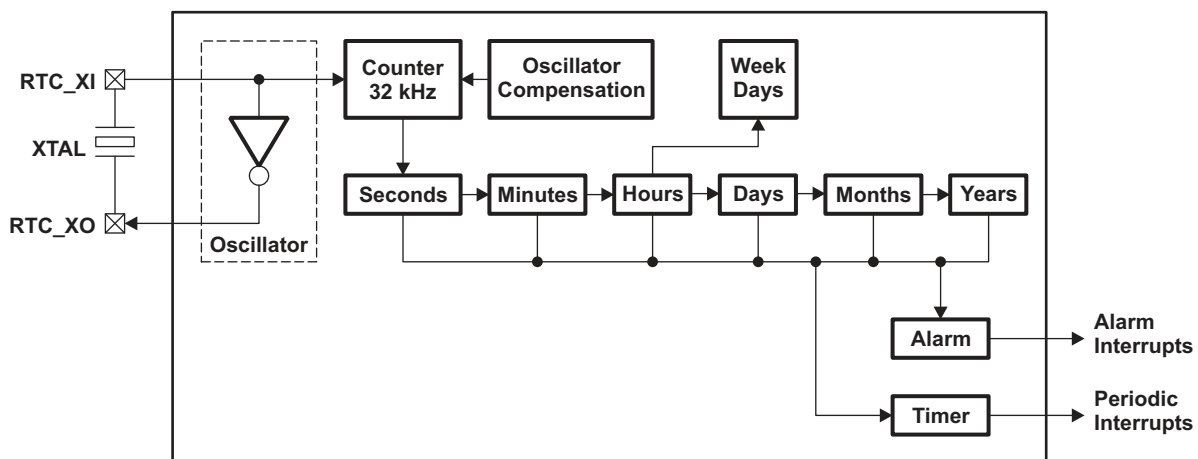 RTC_XI
XTAL
RTC_XO
Oscillator
Counter
32 kHz
Oscillator
Compensation
Week
Days
Seconds
Minutes
Hours
Days
Months
Years
Alarm
Alarm
Interrupts
Timer
Periodic
Interrupts